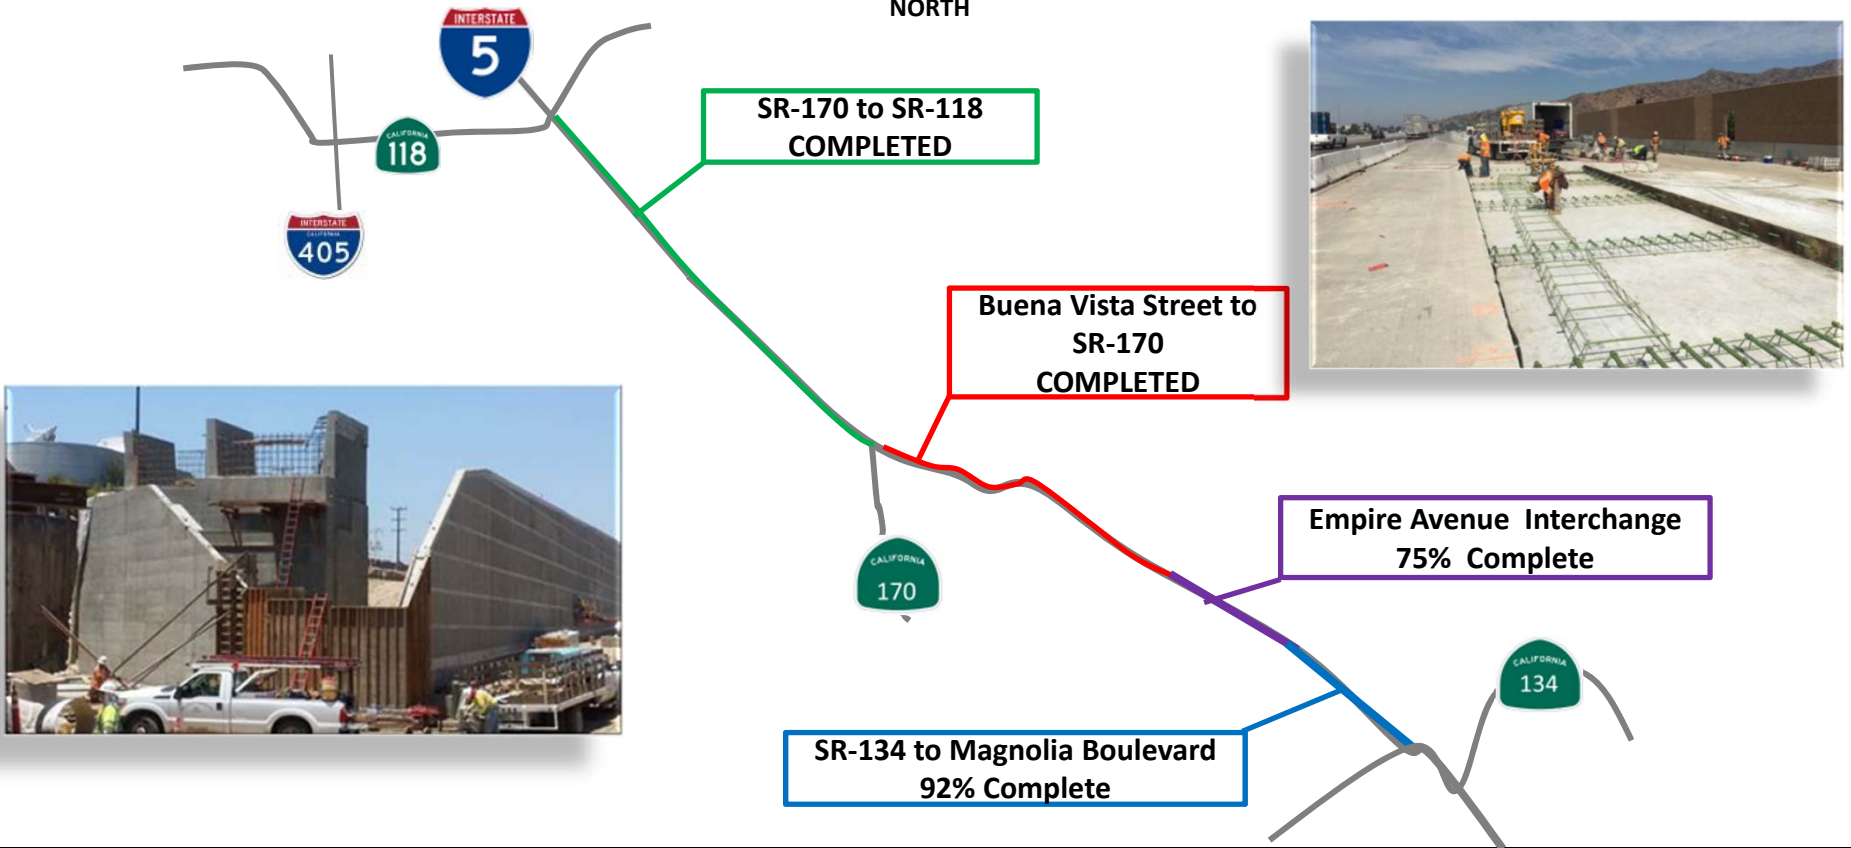 NORTH
INTERSTATE
5
SR-170 to SR-118
COMPLETED
CALIFORNIA
118
INTERSTATE
CALIFORNIA
405
Buena Vista Street to
SR-170
COMPLETED
Empire Avenue Interchange
75% Complete
CALIFORNIA
170
CALIFORNIA
134
SR-134 to Magnolia Boulevard
92% Complete